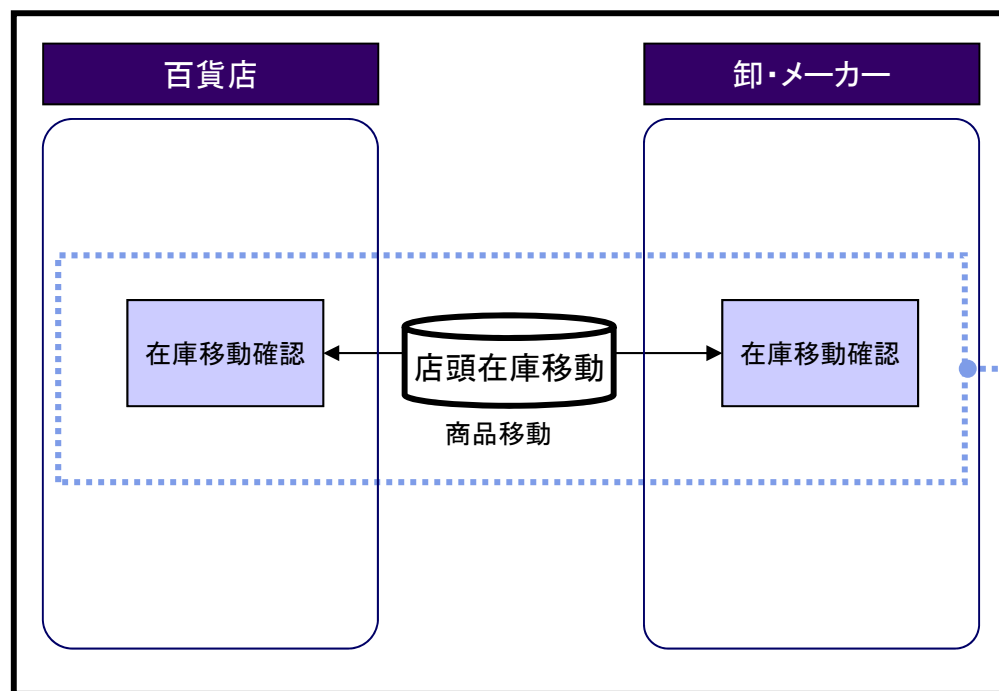 百貨店
卸・メーカー
在庫移動確認
店頭在庫移動
在庫移動確認
商品移動